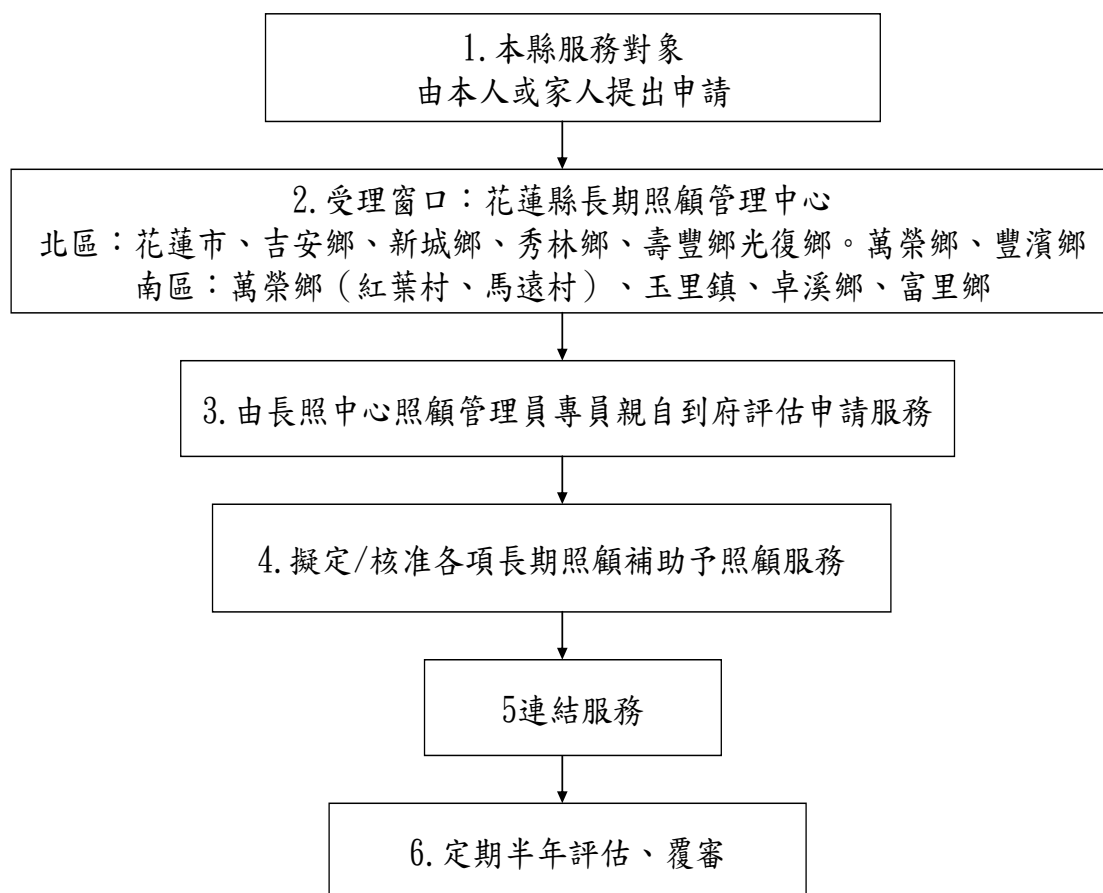 1.本縣服務對象
由本人或家人提出申請
2.受理窗口：花蓮縣長期照顧管理中心
北區：花蓮市、吉安鄉、新城鄉、秀林鄉、壽豐鄉光復鄉。萬榮鄉、豐濱鄉
南區：萬榮鄉（紅葉村、馬遠村）、玉里鎮、卓溪鄉、富里鄉
3.由長照中心照顧管理員專員親自到府評估申請服務
4.擬定/核准各項長期照顧補助予照顧服務
5連結服務
6.定期半年評估、覆審